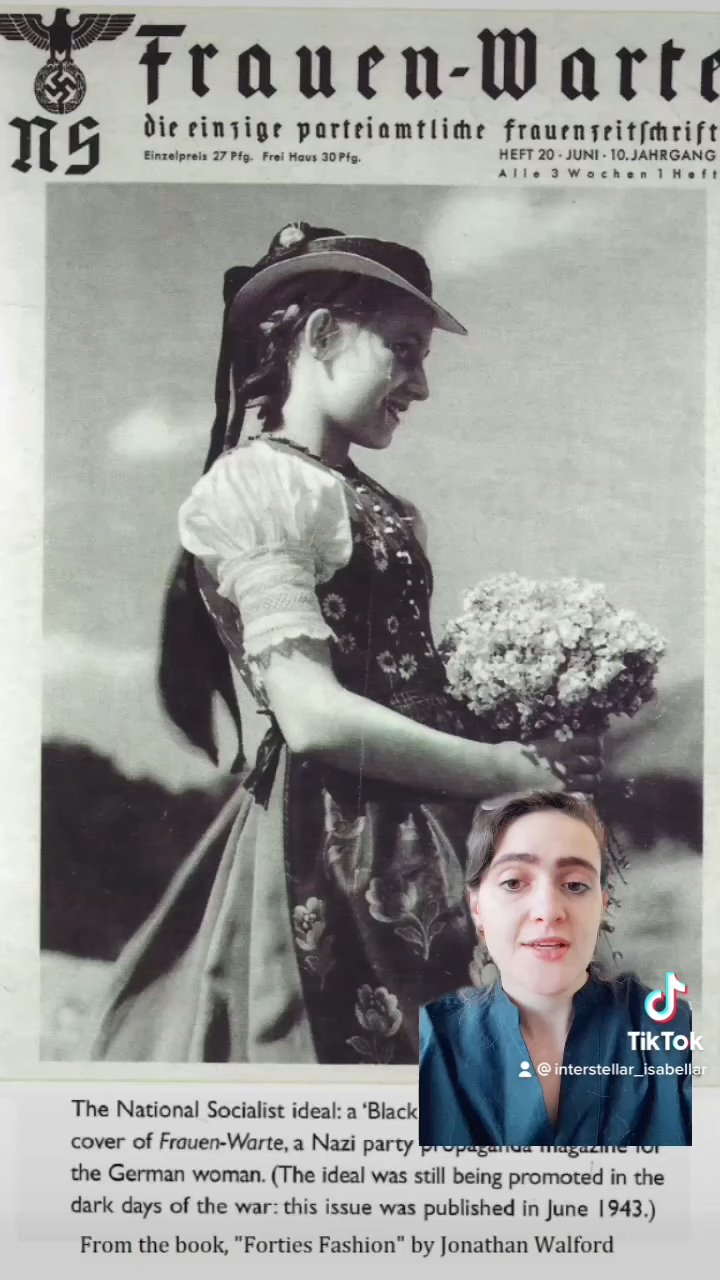 Frauen-Warte
NS
die einzige parteiamtliche Frauenzeitschrift
Einzelpreis 27 Pfg. Frei Haus 30 Pfg.
HEFT 20 · JUNI · 10. JAHRGANG
Alle 3 Wochen 1 Heft
TikTok
@interstellar_isabellar
The National Socialist ideal: a 'Black
cover of Frauen-Warte, a Nazi party propaganda magazine for
the German woman. (The ideal was still being promoted in the
dark days of the war: this issue was published in June 1943.)
From the book, "Forties Fashion" by Jonathan Walford